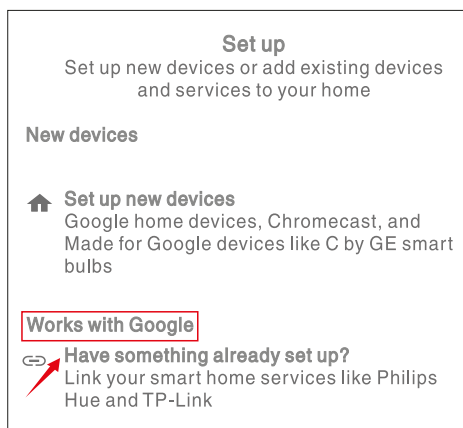 Set up
Set up new devices or add existing devices
and services to your home
New devices
Set up new devices
Google home devices, Chromecast, and
Made for Google devices like C by GE smart
bulbs
Works with Google
Have something already set up?
Link your smart home services like Philips
Hue and TP-Link